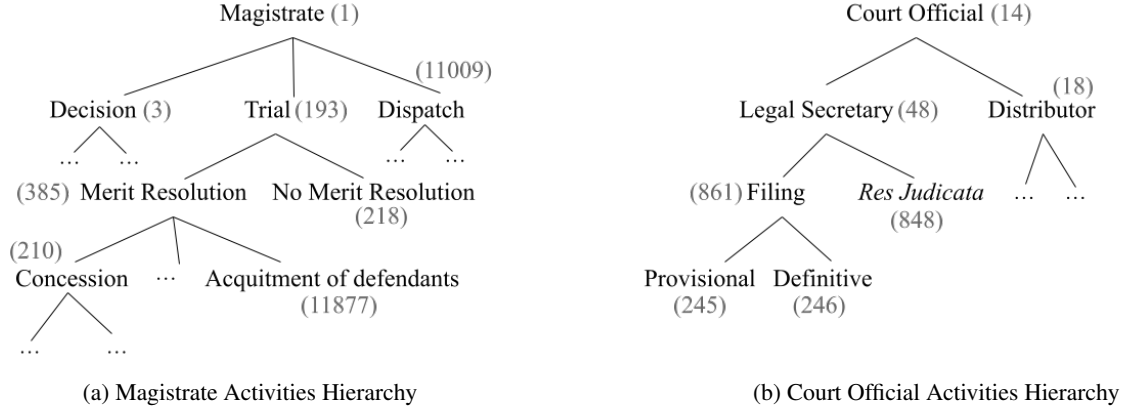 Magistrate (1)
(11009)
Decision (3) Trial (193) Dispatch
... ... ... ...
(385) Merit Resolution No Merit Resolution
(218)
(210)
Concession ... Acquitment of defendants
(11877)
... ...
(a) Magistrate Activities Hierarchy
Court Official (14)
(18)
Legal Secretary (48) Distributor
(861) Filing Res Judicata ... ...
(848)
Provisional Definitive
(245) (246)
(b) Court Official Activities Hierarchy